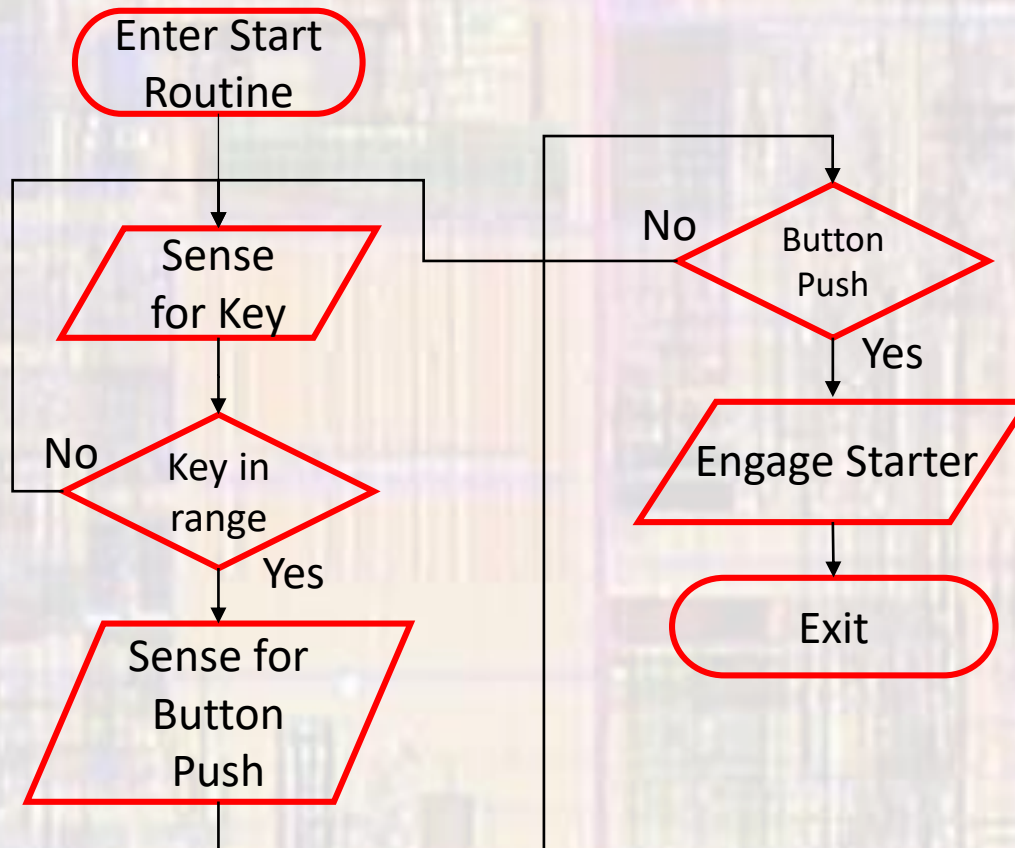 Enter Start
Routine
Sense
for Key
No
Key in
range
Yes
Sense for
Button
Push
No
Button
Push
Yes
Engage Starter
Exit